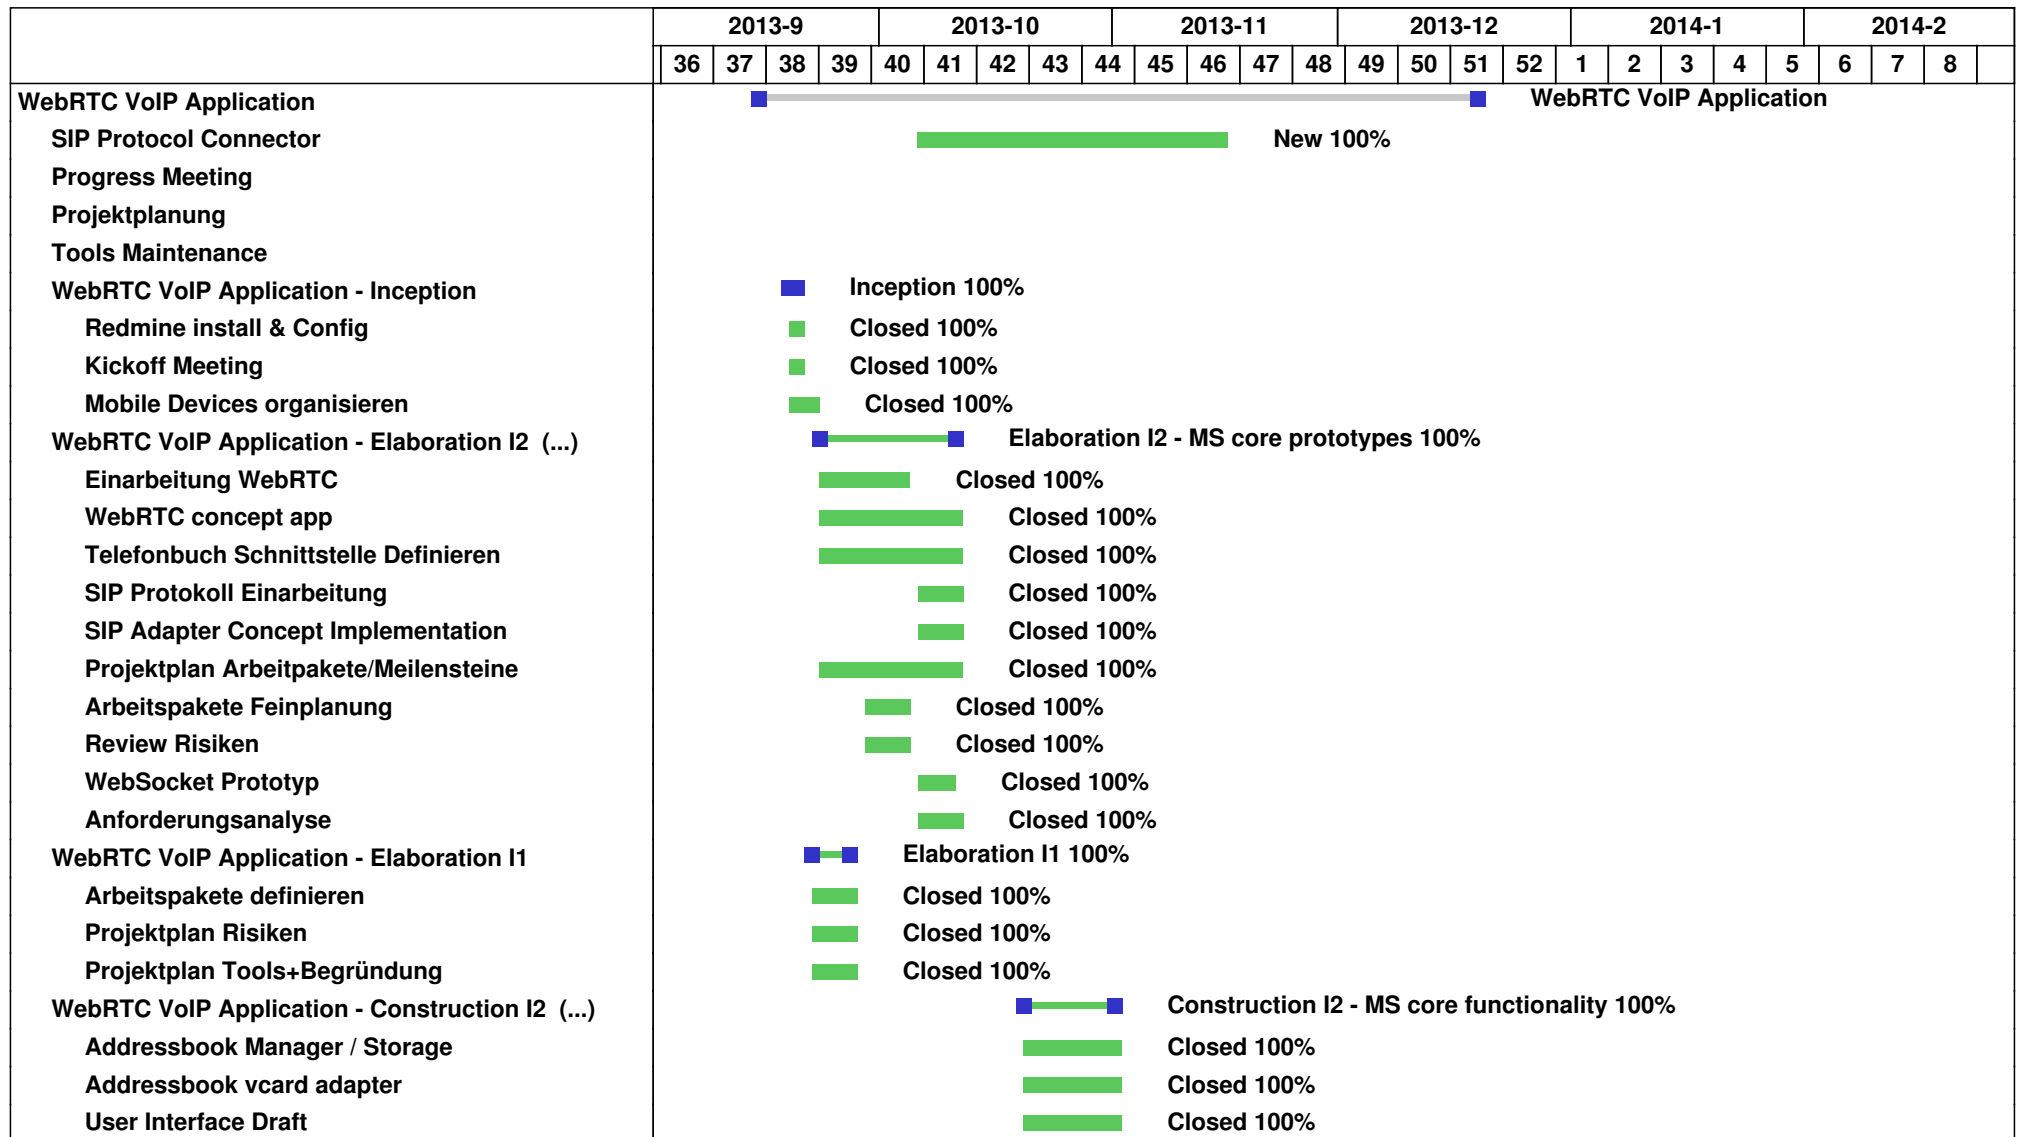 2013-9 2013-10 2013-11 2013-12 2014-1 2014-2
36 37 38 39 40 41 42 43 44 45 46 47 48 49 50 51 52 1 2 3 4 5 6 7 8
WebRTC VoIP Application WebRTC VoIP Application
SIP Protocol Connector New 100%
Progress Meeting
Projektplanung
Tools Maintenance
WebRTC VoIP Application - Inception Inception 100%
Redmine install & Config Closed 100%
Kickoff Meeting Closed 100%
Mobile Devices organisieren Closed 100%
WebRTC VoIP Application - Elaboration I2 (...) Elaboration I2 - MS core prototypes 100%
Einarbeitung WebRTC Closed 100%
WebRTC concept app Closed 100%
Telefonbuch Schnittstelle Definieren Closed 100%
SIP Protokoll Einarbeitung Closed 100%
SIP Adapter Concept Implementation Closed 100%
Projektplan Arbeitpakete/Meilensteine Closed 100%
Arbeitspakete Feinplanung Closed 100%
Review Risiken Closed 100%
WebSocket Prototyp Closed 100%
Anforderungsanalyse Closed 100%
WebRTC VoIP Application - Elaboration I1 Elaboration I1 100%
Arbeitspakete definieren Closed 100%
Projektplan Risiken Closed 100%
Projektplan Tools+Begründung Closed 100%
WebRTC VoIP Application - Construction I2 (...) Construction I2 - MS core functionality 100%
Addressbook Manager / Storage Closed 100%
Addressbook vcard adapter Closed 100%
User Interface Draft Closed 100%